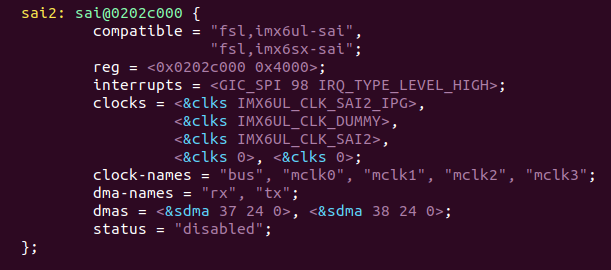 sai2: sai@0202c000 {
compatible = "fsl,imx6ul-sai",
"fsl,imx6sx-sai";
reg = <0x0202c000 0x4000>;
interrupts = <GIC_SPI 98 IRQ_TYPE_LEVEL_HIGH>;
clocks = <&clks IMX6UL_CLK_SAI2_IPG>,
<&clks IMX6UL_CLK_DUMMY>,
<&clks IMX6UL_CLK_SAI2>,
<&clks 0>, <&clks 0>;
clock-names = "bus", "mclk0", "mclk1", "mclk2", "mclk3";
dma-names = "rx", "tx";
dmas = <&sdma 37 24 0>, <&sdma 38 24 0>;
status = "disabled";
};